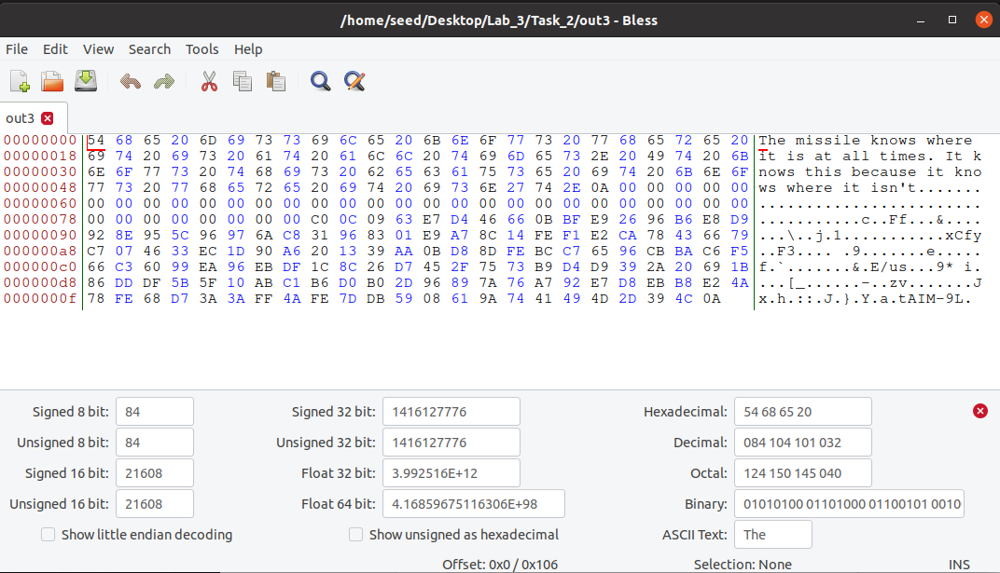 /home/seed/Desktop/Lab_3/Task_2/out3 - Bless
File Edit View Search Tools Help
out3
00000000 54 68 65 20 6D 69 73 73 69 6C 65 20 6B 6E 6F 77 73 20 77 68 65 72 65 20 The missile knows where
00000018 69 74 20 69 73 20 61 74 20 61 6C 6C 20 74 69 6D 65 73 2E 20 49 74 20 6B it is at all times. It k
00000030 6E 6F 77 73 20 74 68 69 73 20 62 65 63 61 75 73 65 20 69 74 20 6B 6E 6F nows this because it kno
00000048 77 73 20 77 68 65 72 65 20 69 74 20 69 73 6E 27 74 2E 0A 00 00 00 00 00 ws where it isn't.......
00000060 00 00 00 00 00 00 00 00 00 00 00 00 00 00 00 00 00 00 00 00 00 00 00 00 ........................
00000078 00 00 00 00 00 00 00 C0 0C 09 63 E7 D4 46 66 0B BF E9 26 96 B6 E8 D9 ...........c..Ff...&....
00000090 92 8E 95 5C 96 97 6A C8 31 96 83 01 E9 A7 8C 14 FE F1 E2 CA 78 43 66 79 ...\..j.1...........xCfy
000000a8 C7 07 46 33 EC 1D 90 A6 20 13 39 AA 0B D8 8D FE BC C7 65 96 CB BA C6 F5 ..F3.... .9.......e.....
000000c0 66 C3 60 99 EA 96 EB DF 1C 8C 26 D7 45 2F 75 73 B9 D4 D9 39 2A 20 69 1B f.`.......&.E/us...9* i.
000000d8 86 DD DF 5B 5F 10 AB C1 B6 D0 B0 2D 96 89 7A 76 A7 92 E7 D8 EB B8 E2 4A ...[_......-..zv.......J
0000000f 78 FE 68 D7 3A 3A FF 4A FE 7D DB 59 08 61 9A 74 41 49 4D 2D 39 4C 0A x.h.::.J.}.Y.a.tAIM-9L.
Signed 8 bit: 84 Signed 32 bit: 1416127776 Hexadecimal: 54 68 65 20
Unsigned 8 bit: 84 Unsigned 32 bit: 1416127776 Decimal: 084 104 101 032
Signed 16 bit: 21608 Float 32 bit: 3.992516E+12 Octal: 124 150 145 040
Unsigned 16 bit: 21608 Float 64 bit: 4.16859675116306E+98 Binary: 01010100 01101000 01100101 0010
Show little endian decoding Show unsigned as hexadecimal ASCII Text: The
Offset: 0x0 / 0x106 Selection: None INS